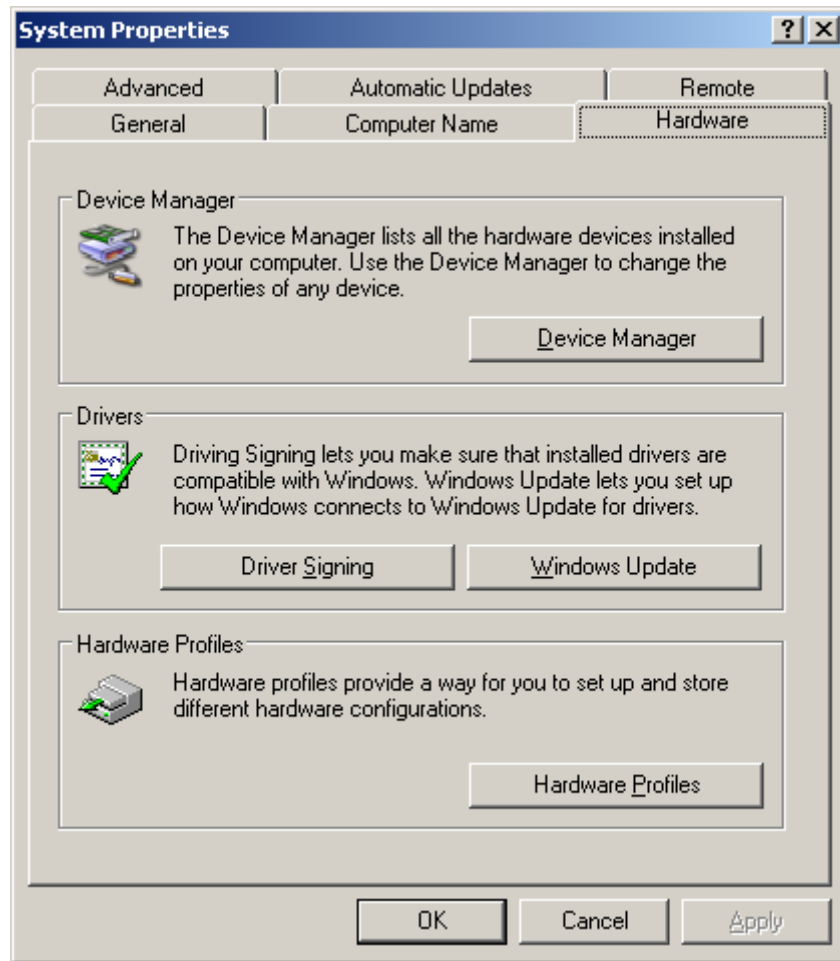 System Properties
Advanced Automatic Updates Remote
General Computer Name Hardware
Device Manager
The Device Manager lists all the hardware devices installed
on your computer. Use the Device Manager to change the
properties of any device.
Device Manager
Drivers
Driving Signing lets you make sure that installed drivers are
compatible with Windows. Windows Update lets you set up
how Windows connects to Windows Update for drivers.
Driver Signing Windows Update
Hardware Profiles
Hardware profiles provide a way for you to set up and store
different hardware configurations.
Hardware Profiles
OK Cancel Apply